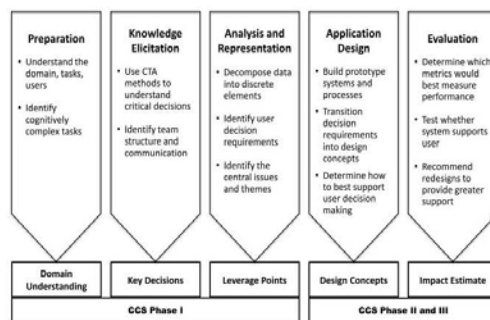 Preparation
• Understand the
domain, tasks,
users
• Identify
cognitively
complex tasks
Domain
Understanding
Knowledge
Elicitation
• Use CTA
methods to
understand
critical decisions
• Identify team
structure and
communication
Key Decisions
Analysis and
Representation
• Decompose data
into discrete
elements
• Identify user
decision
requirements
• Identify the
central issues
and themes
Leverage Points
Application
Design
• Build prototype
systems and
processes
• Transition
decision
requirements
into design
concepts
• Determine how
to best support
user decision
making
Design Concepts
Evaluation
• Determine which
metrics would
best measure
performance
• Test whether
system supports
user
• Recommend
redesigns to
provide greater
support
Impact Estimate
CCS Phase I
CCS Phase II and III